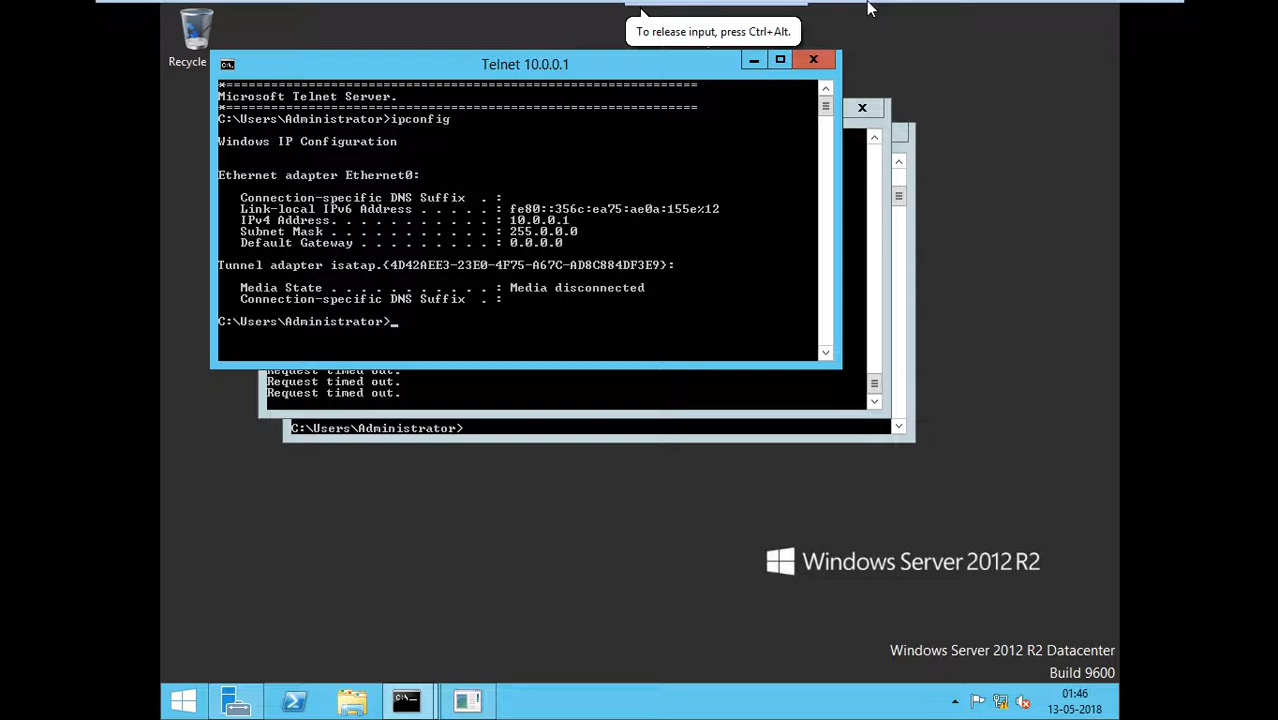 To release input, press Ctrl+Alt.
Recycle
Telnet 10.0.0.1
*===============================================================
Microsoft Telnet Server.
*===============================================================
C:\Users\Administrator>ipconfig
Windows IP Configuration
Ethernet adapter Ethernet0:
Connection-specific DNS Suffix . :
Link-local IPv6 Address . . . . . : fe80::356c:ea75:ae0a:155e%12
IPv4 Address. . . . . . . . . . . : 10.0.0.1
Subnet Mask . . . . . . . . . . . : 255.0.0.0
Default Gateway . . . . . . . . . : 0.0.0.0
Tunnel adapter isatap.{4D42AEE3-23E0-4F75-A67C-AD8C884DF3E9}:
Media State . . . . . . . . . . . : Media disconnected
Connection-specific DNS Suffix . :
C:\Users\Administrator>_
Request timed out.
Request timed out.
Request timed out.
C:\Users\Administrator>
Windows Server 2012 R2
Windows Server 2012 R2 Datacenter
Build 9600
01:46
13-05-2018